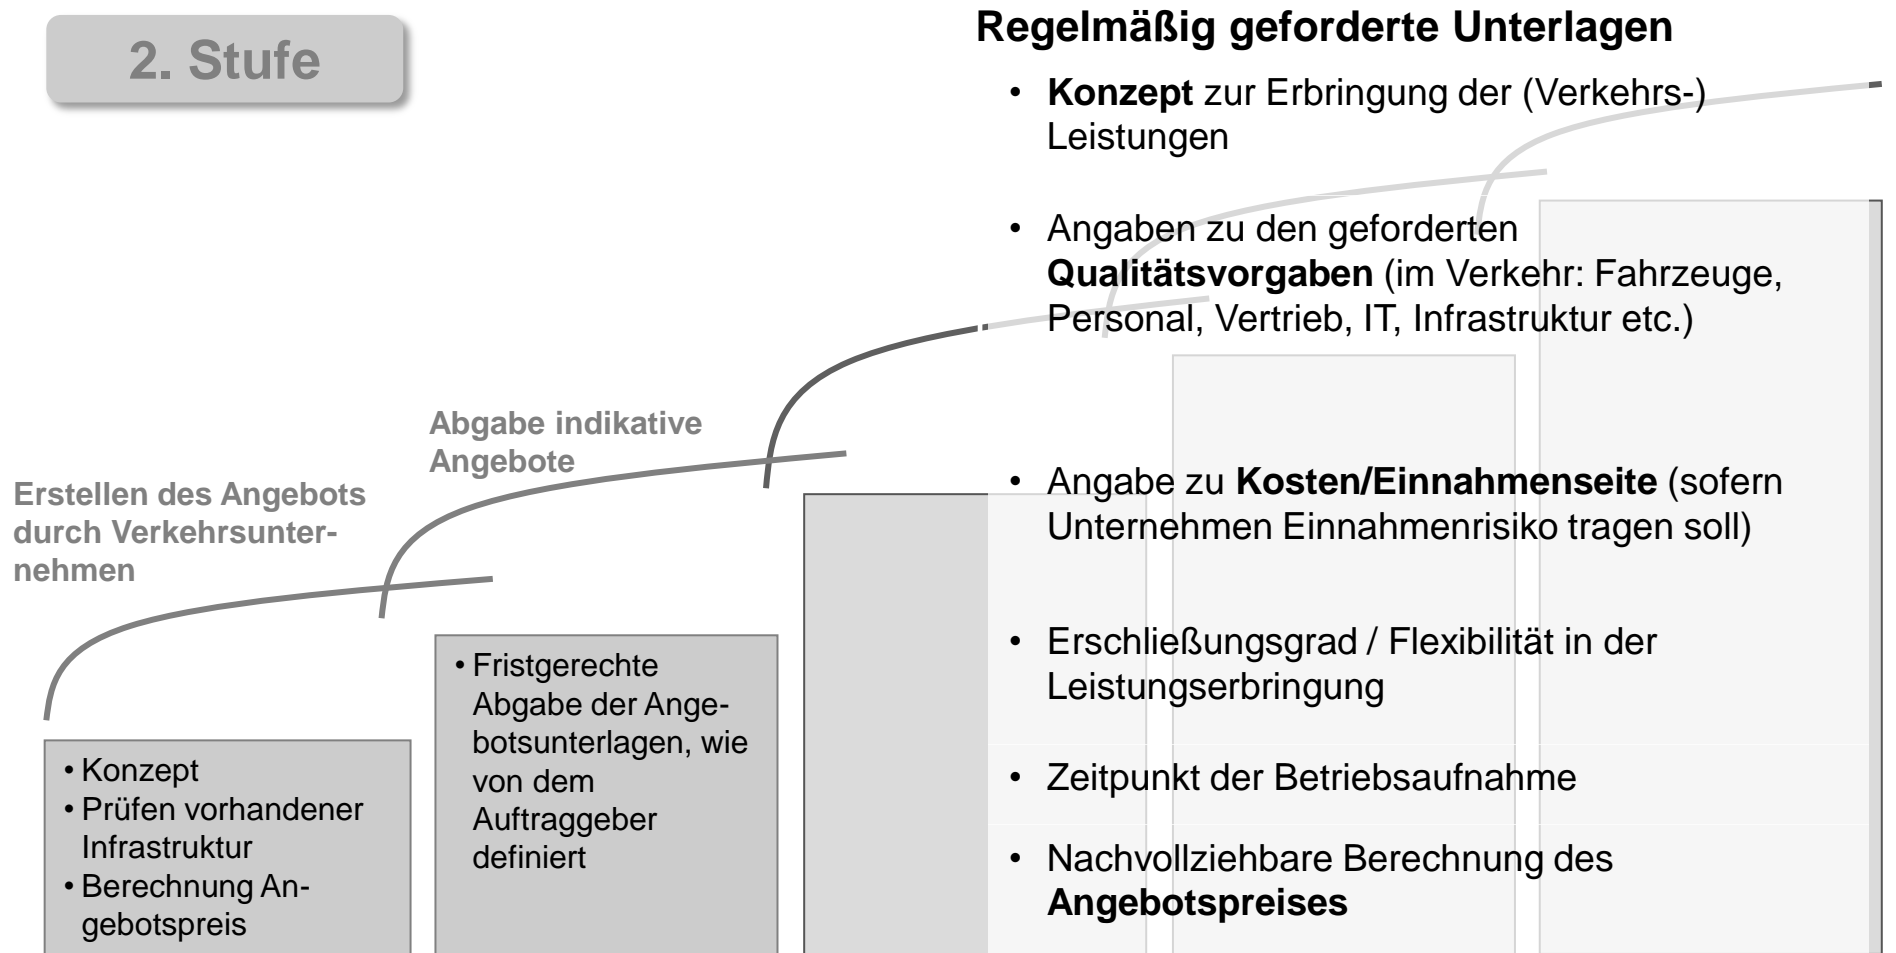 2. Stufe
Regelmäßig geforderte Unterlagen
• Konzept zur Erbringung der (Verkehrs-)
Leistungen
• Angaben zu den geforderten
Qualitätsvorgaben (im Verkehr: Fahrzeuge,
Personal, Vertrieb, IT, Infrastruktur etc.)
• Angabe zu Kosten/Einnahmenseite (sofern
Unternehmen Einnahmenrisiko tragen soll)
• Erschließungsgrad / Flexibilität in der
Leistungserbringung
• Zeitpunkt der Betriebsaufnahme
• Nachvollziehbare Berechnung des
Angebotspreises
Abgabe indikative
Angebote
• Fristgerechte
Abgabe der Ange-
botsunterlagen, wie
von dem
Auftraggeber
definiert
Erstellen des Angebots
durch Verkehrsunter-
nehmen
• Konzept
• Prüfen vorhandener
Infrastruktur
• Berechnung An-
gebotspreis